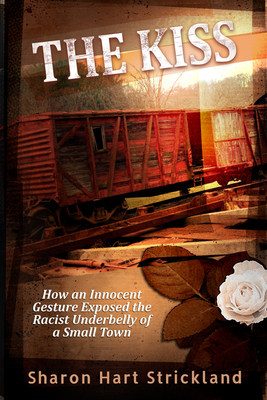 THE KISS
How an Innocent
Gesture Exposed the
Racist Underbelly of
a Small Town
Sharon Hart Strickland